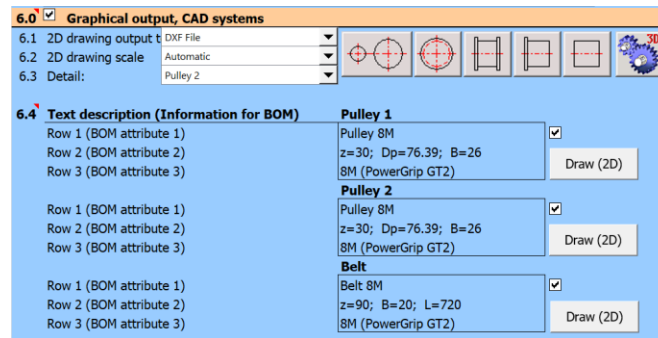 6.0 Graphical output, CAD systems
6.1 2D drawing output t DXF File
6.2 2D drawing scale Automatic
6.3 Detail: Pulley 2
3D
6.4 Text description (Information for BOM) Pulley 1
Row 1 (BOM attribute 1) Pulley 8M
Row 2 (BOM attribute 2) z=30; Dp=76.39; B=26
Row 3 (BOM attribute 3) 8M (PowerGrip GT2)
Draw (2D)
Pulley 2
Row 1 (BOM attribute 1) Pulley 8M
Row 2 (BOM attribute 2) z=30; Dp=76.39; B=26
Row 3 (BOM attribute 3) 8M (PowerGrip GT2)
Draw (2D)
Belt
Row 1 (BOM attribute 1) Belt 8M
Row 2 (BOM attribute 2) z=90; B=20; L=720
Row 3 (BOM attribute 3) 8M (PowerGrip GT2)
Draw (2D)